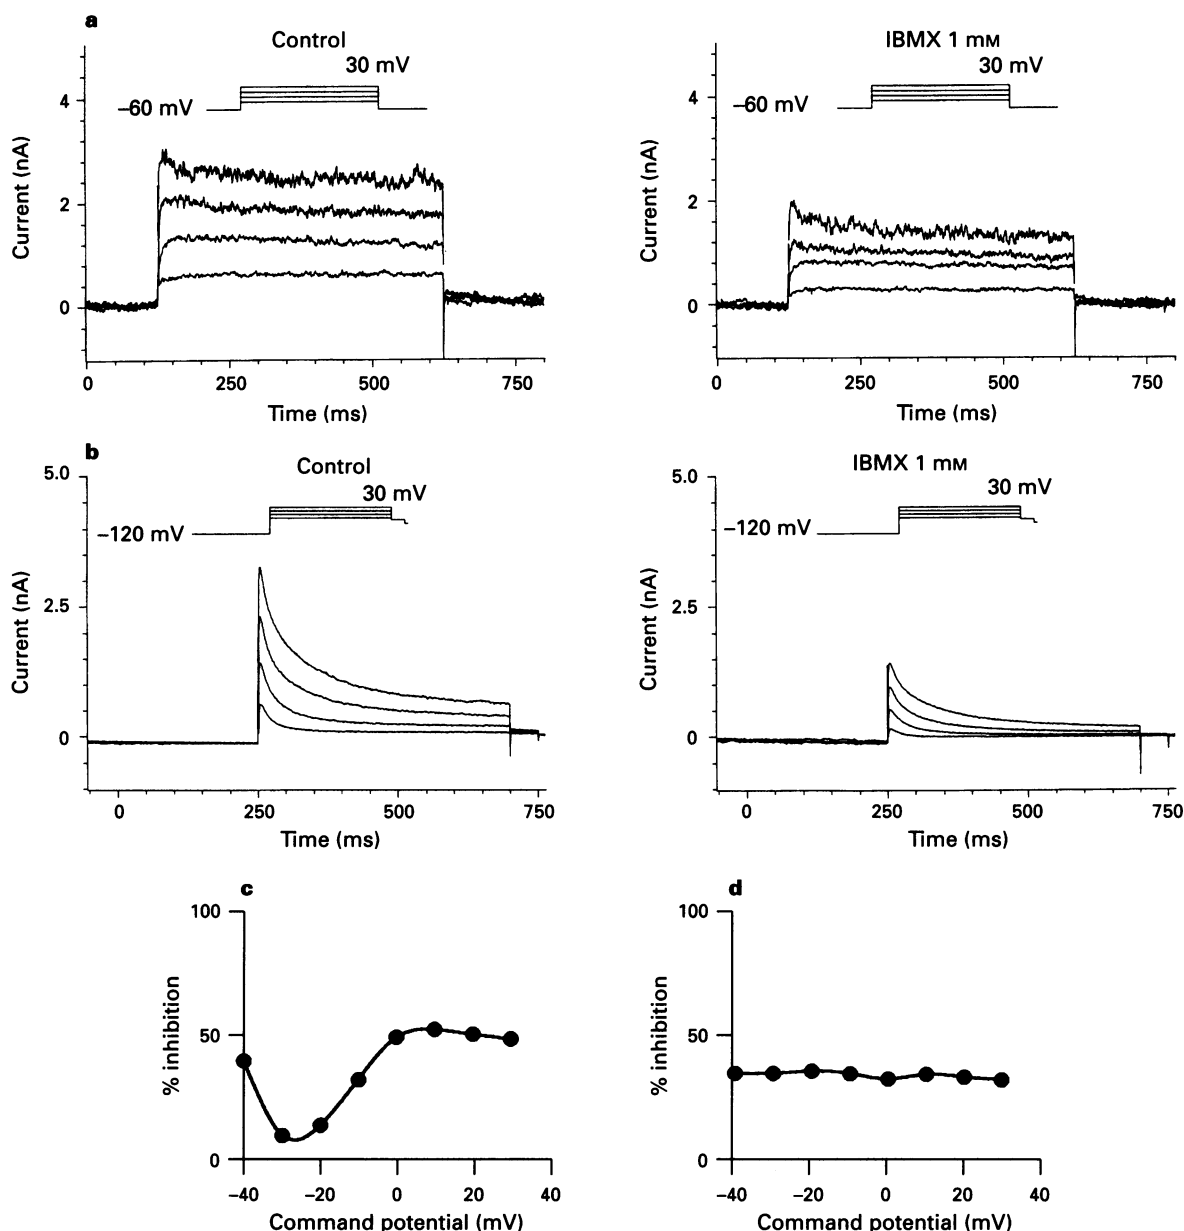 a
Control
30 mV
–60 mV
4
2
0
Current (nA)
0
250
500
750
Time (ms)
IBMX 1 mM
30 mV
–60 mV
4
2
0
Current (nA)
0
250
500
750
Time (ms)
b
Control
30 mV
–120 mV
5.0
2.5
0
Current (nA)
0
250
500
750
Time (ms)
IBMX 1 mM
30 mV
–120 mV
5.0
2.5
0
Current (nA)
0
250
500
750
Time (ms)
c
100
50
0
% inhibition
–40
–20
0
20
40
Command potential (mV)
d
100
50
0
% inhibition
–40
–20
0
20
40
Command potential (mV)